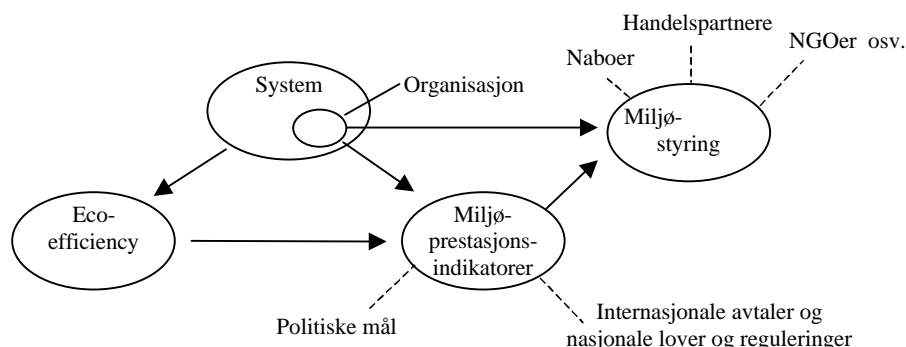 Handelspartnere
NGOer osv.
Naboer
System
Organisasjon
Miljø-
styring
Eco-
efficiency
Miljø-
prestasjons-
indikatorer
Politiske mål
Internasjonale avtaler og
nasjonale lover og reguleringer